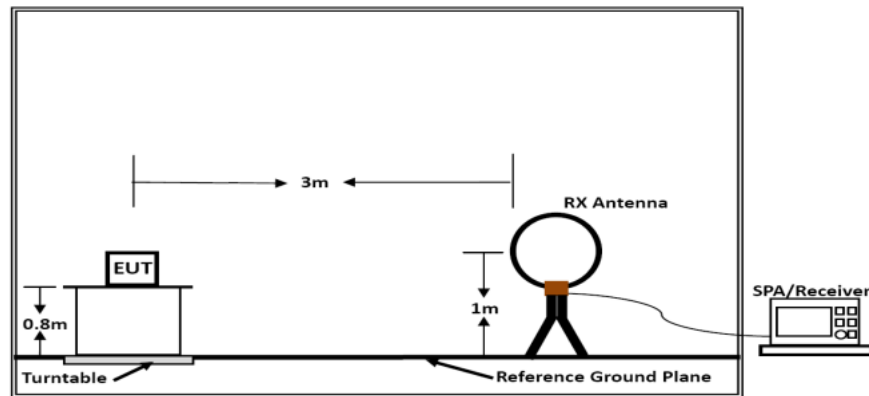 3m
RX Antenna
EUT
SPA/Receiver
0.8m
1m
Turntable
Reference Ground Plane